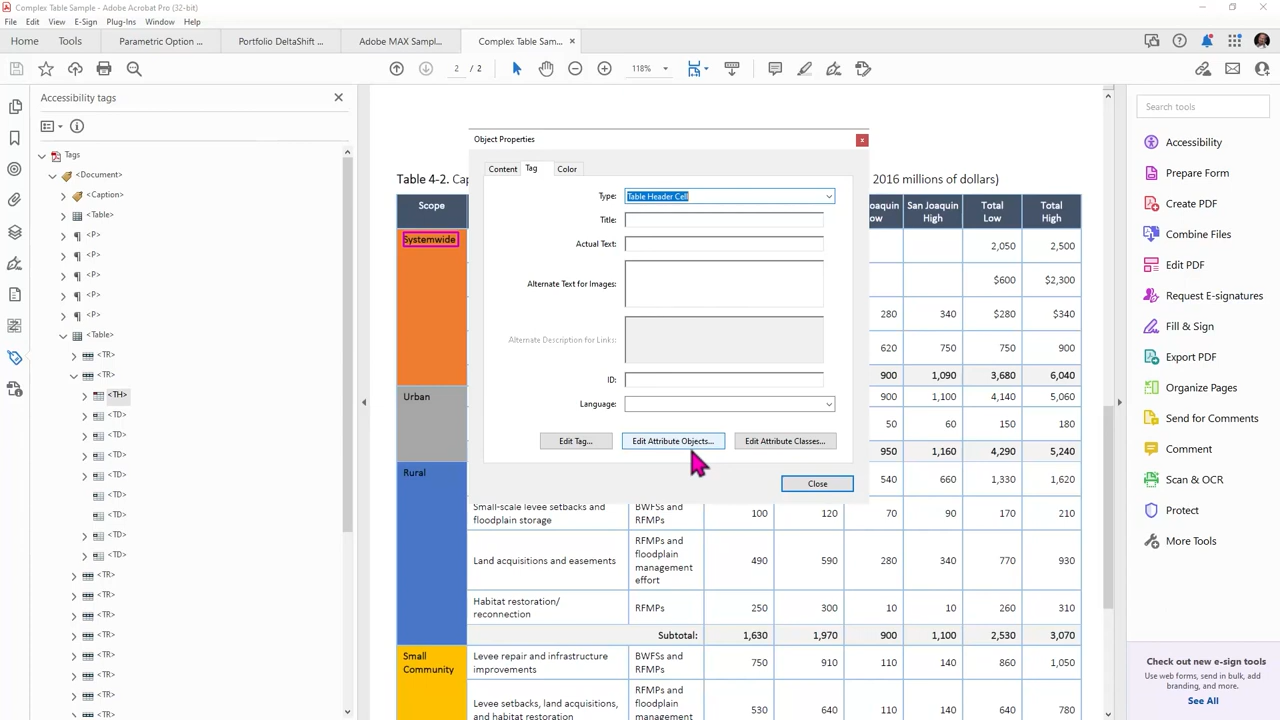 Complex Table Sample - Adobe Acrobat Pro (32-bit)
File Edit View E-Sign Plug-Ins Window Help
Home Tools Parametric Option ... Portfolio DeltaShift ... Adobe MAX Sampl... Complex Table Sam...
2 / 2 118%
Accessibility tags
Tags
<Document>
<Caption>
<Table>
<P>
<P>
<P>
<P>
<P>
<Table>
<TR>
<TR>
<TH>
<TD>
<TD>
<TD>
<TD>
<TD>
<TD>
<TD>
<TD>
<TR>
<TR>
<TR>
<TR>
<TR>
<TR>
<TR>
<TR>
Object Properties
Content Tag Color
Type: Table Header Cell
Title:
Actual Text:
Alternate Text for Images:
Alternate Description for Links:
ID:
Language:
Edit Tag... Edit Attribute Objects... Edit Attribute Classes...
Close
Table 4-2. 2016 millions of dollars)
Scope San Joaquin Total Total
High Low High
Systemwide 2,050 2,500
$600 $2,300
280 340 $280 $340
620 750 750 900
900 1,090 3,680 6,040
Urban 900 1,100 4,140 5,060
50 60 150 180
950 1,160 4,290 5,240
Rural 540 660 1,330 1,620
Small-scale levee setbacks and BWFSs and 100 120 70 90 170 210
floodplain storage RFMPs
Land acquisitions and easements RFMPs and 490 590 280 340 770 930
floodplain
management
effort
Habitat restoration/ RFMPs 250 300 10 10 260 310
reconnection
Subtotal: 1,630 1,970 900 1,100 2,530 3,070
Small Levee repair and infrastructure BWFSs and 750 910 110 140 860 1,050
Community improvements RFMPs
Levee setbacks, land acquisitions, RFMPs and 530 640 110 140 640 780
and habitat restoration floodplain
management
Search tools
Accessibility
Prepare Form
Create PDF
Combine Files
Edit PDF
Request E-signatures
Fill & Sign
Export PDF
Organize Pages
Send for Comments
Comment
Scan & OCR
Protect
More Tools
Check out new e-sign tools
Use web forms, send in bulk, add
branding, and more.
See All